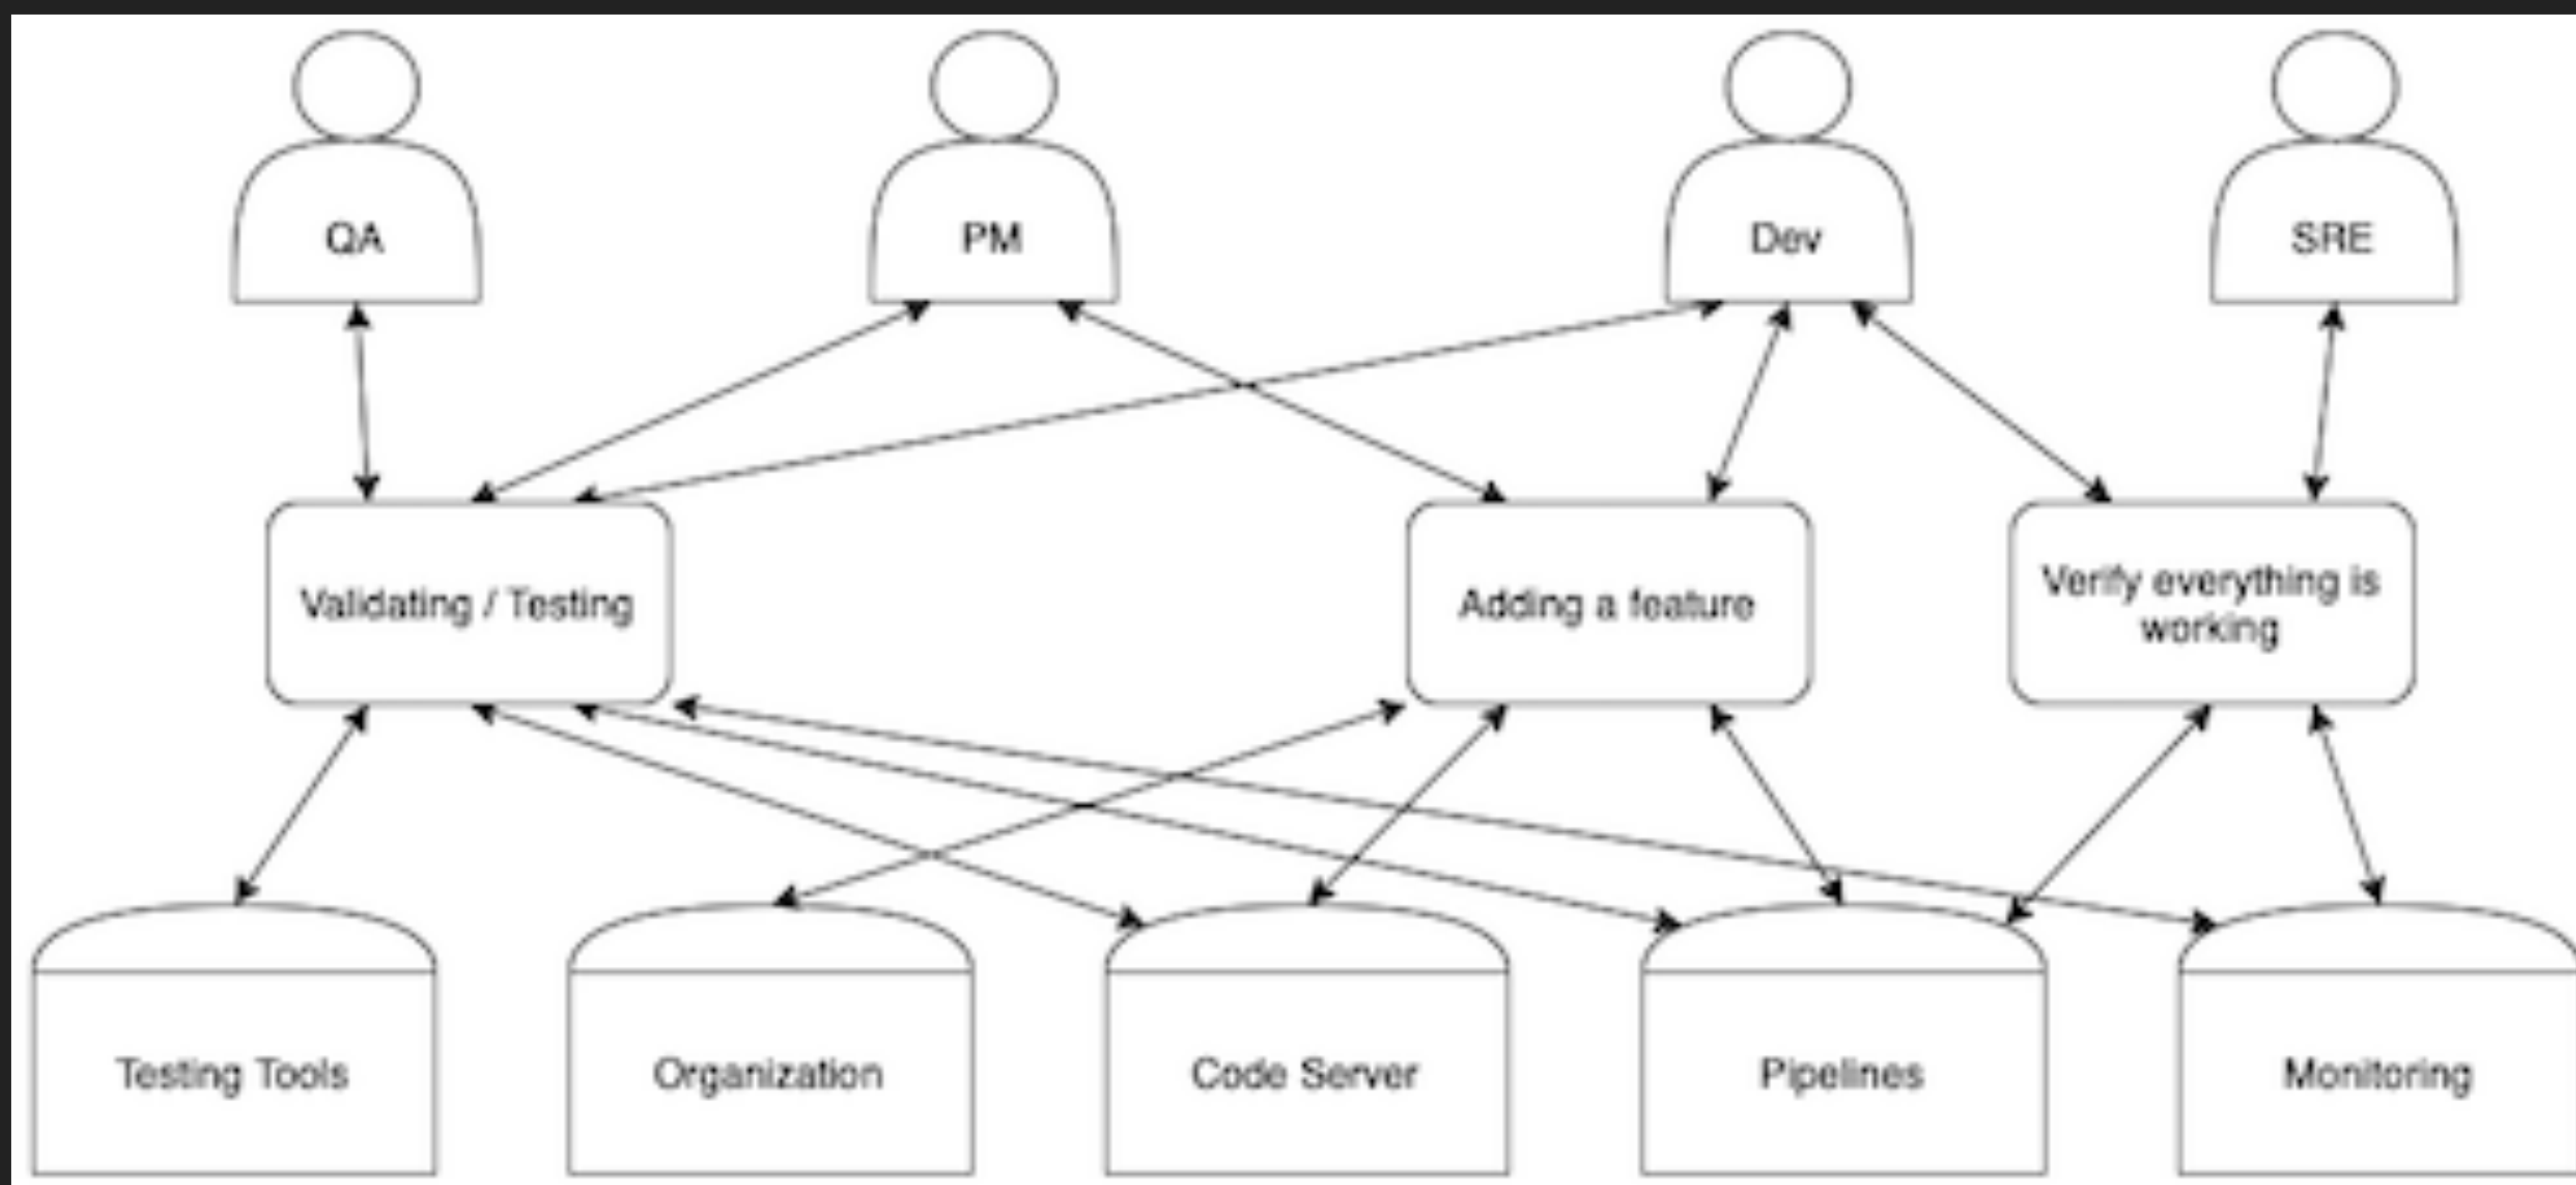 QA
PM
Dev
SRE
Validating / Testing
Adding a feature
Verify everything is
working
Testing Tools
Organization
Code Server
Pipelines
Monitoring